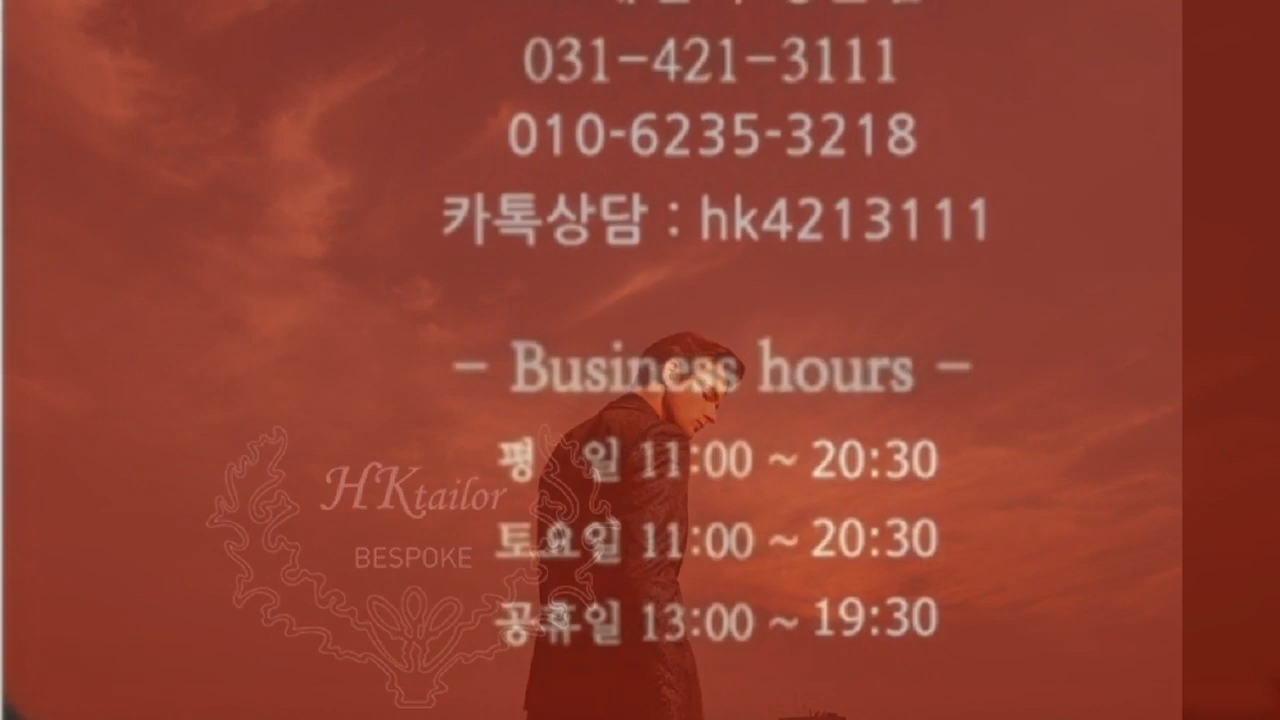 031-421-3111
010-6235-3218
카톡상담 : hk4213111
- Business hours -
평 일 11:00 ~ 20:30
HKtailor
토요일 11:00 ~ 20:30
BESPOKE
공휴일 13:00 ~ 19:30